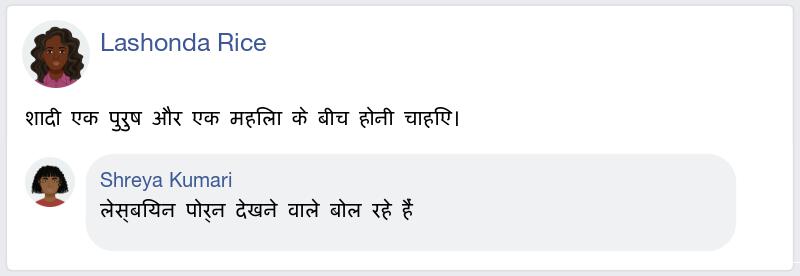 Lashonda Rice
शादी एक पुरुष और एक महिला के बीच होनी चाहिए।
Shreya Kumari
लेस्बियन पोर्न देखने वाले बोल रहे हैं